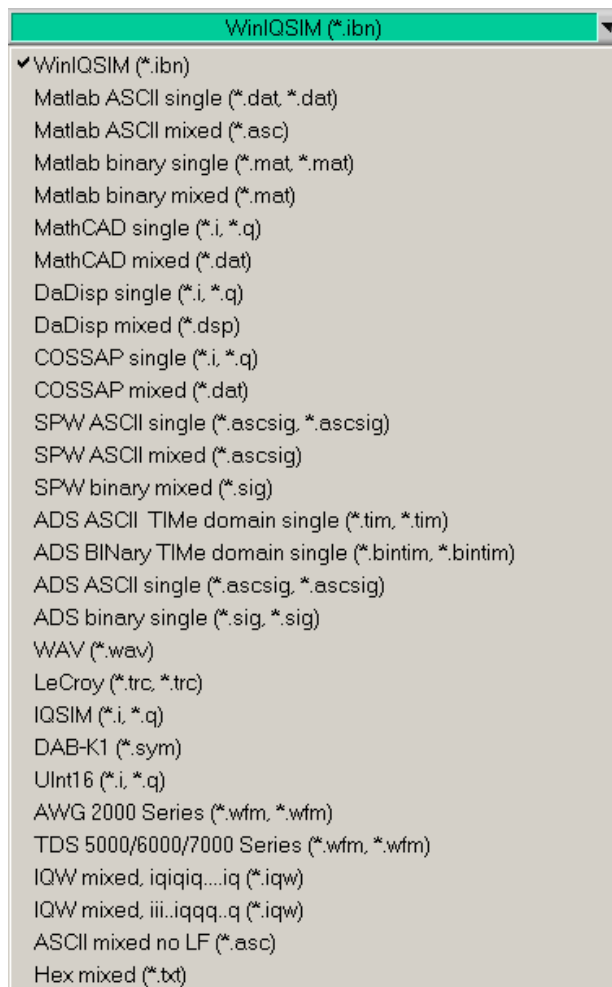 WinIQSIM (*.ibn)
WinIQSIM (*.ibn)
Matlab ASCII single (*.dat, *.dat)
Matlab ASCII mixed (*.asc)
Matlab binary single (*.mat, *.mat)
Matlab binary mixed (*.mat)
MathCAD single (*.i, *.q)
MathCAD mixed (*.dat)
DaDisp single (*.i, *.q)
DaDisp mixed (*.dsp)
COSSAP single (*.i, *.q)
COSSAP mixed (*.dat)
SPW ASCII single (*.ascsig, *.ascsig)
SPW ASCII mixed (*.ascsig)
SPW binary mixed (*.sig)
ADS ASCII  TIMe domain single (*.tim, *.tim)
ADS BINary TIMe domain single (*.bintim, *.bintim)
ADS ASCII single (*.ascsig, *.ascsig)
ADS binary single (*.sig, *.sig)
WAV (*.wav)
LeCroy (*.trc, *.trc)
IQSIM (*.i, *.q)
DAB-K1 (*.sym)
UInt16 (*.i, *.q)
AWG 2000 Series (*.wfm, *.wfm)
TDS 5000/6000/7000 Series (*.wfm, *.wfm)
IQW mixed, iqiqiq....iq (*.iqw)
IQW mixed, iii..iqqq..q (*.iqw)
ASCII mixed no LF (*.asc)
Hex mixed (*.txt)